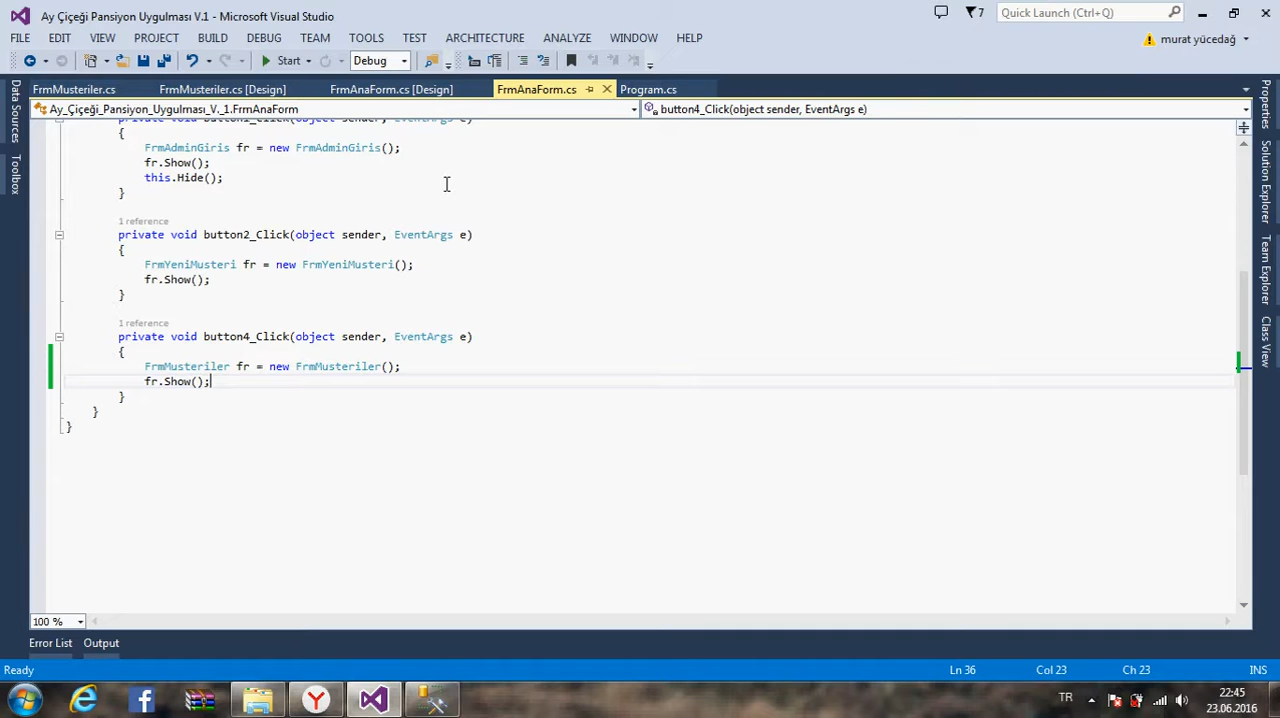 Ay Çiçeği Pansiyon Uygulması V.1 - Microsoft Visual Studio
7
Quick Launch (Ctrl+Q)
FILE EDIT VIEW PROJECT BUILD DEBUG TEAM TOOLS TEST ARCHITECTURE ANALYZE WINDOW HELP
murat yücedağ
Start Debug
FrmMusteriler.cs FrmMusteriler.cs [Design] FrmAnaForm.cs [Design] FrmAnaForm.cs Program.cs
Ay_Çiçeği_Pansiyon_Uygulması_V._1.FrmAnaForm
button4_Click(object sender, EventArgs e)
Data Sources
Toolbox
Properties
Solution Explorer
Team Explorer
Class View
private void button1_Click(object sender, EventArgs e)
{
FrmAdminGiris fr = new FrmAdminGiris();
fr.Show();
this.Hide();
}
1 reference
private void button2_Click(object sender, EventArgs e)
{
FrmYeniMusteri fr = new FrmYeniMusteri();
fr.Show();
}
1 reference
private void button4_Click(object sender, EventArgs e)
{
FrmMusteriler fr = new FrmMusteriler();
fr.Show();
}
}
}
100 %
Error List Output
Ready
Ln 36
Col 23
Ch 23
INS
TR
22:45
23.06.2016